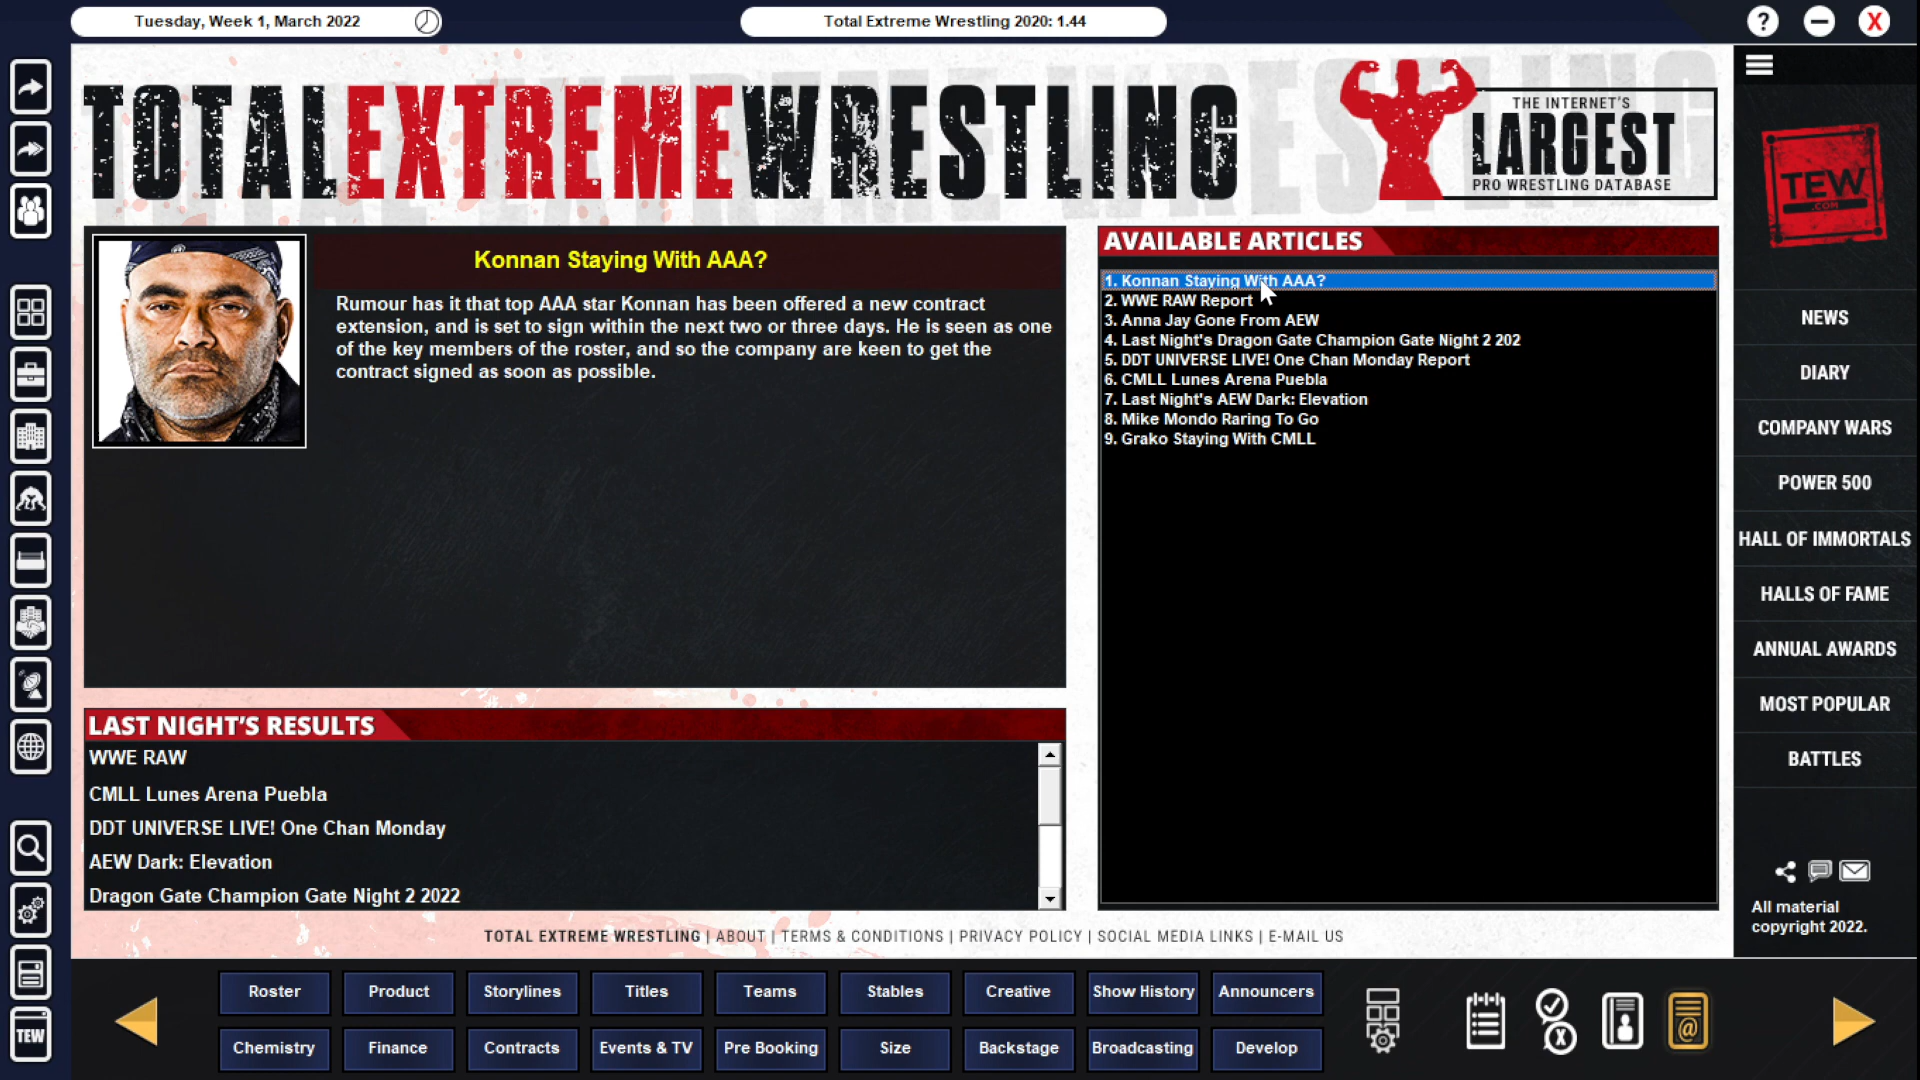 Tuesday, Week 1, March 2022
Total Extreme Wrestling 2020: 1.44
?
X
TOTALEXTREMEWRESTLING
THE INTERNET'S
LARGEST
PRO WRESTLING DATABASE
TEW
.COM
Konnan Staying With AAA?
Rumour has it that top AAA star Konnan has been offered a new contract
extension, and is set to sign within the next two or three days. He is seen as one
of the key members of the roster, and so the company are keen to get the
contract signed as soon as possible.
AVAILABLE ARTICLES
1. Konnan Staying With AAA?
2. WWE RAW Report
3. Anna Jay Gone From AEW
4. Last Night's Dragon Gate Champion Gate Night 2 202
5. DDT UNIVERSE LIVE! One Chan Monday Report
6. CMLL Lunes Arena Puebla
7. Last Night's AEW Dark: Elevation
8. Mike Mondo Raring To Go
9. Grako Staying With CMLL
LAST NIGHT'S RESULTS
WWE RAW
CMLL Lunes Arena Puebla
DDT UNIVERSE LIVE! One Chan Monday
AEW Dark: Elevation
Dragon Gate Champion Gate Night 2 2022
NEWS
DIARY
COMPANY WARS
POWER 500
HALL OF IMMORTALS
HALLS OF FAME
ANNUAL AWARDS
MOST POPULAR
BATTLES
All material
copyright 2022.
TOTAL EXTREME WRESTLING | ABOUT | TERMS & CONDITIONS | PRIVACY POLICY | SOCIAL MEDIA LINKS | E-MAIL US
Roster Product Storylines Titles Teams Stables Creative Show History Announcers
Chemistry Finance Contracts Events & TV Pre Booking Size Backstage Broadcasting Develop
TEW
@